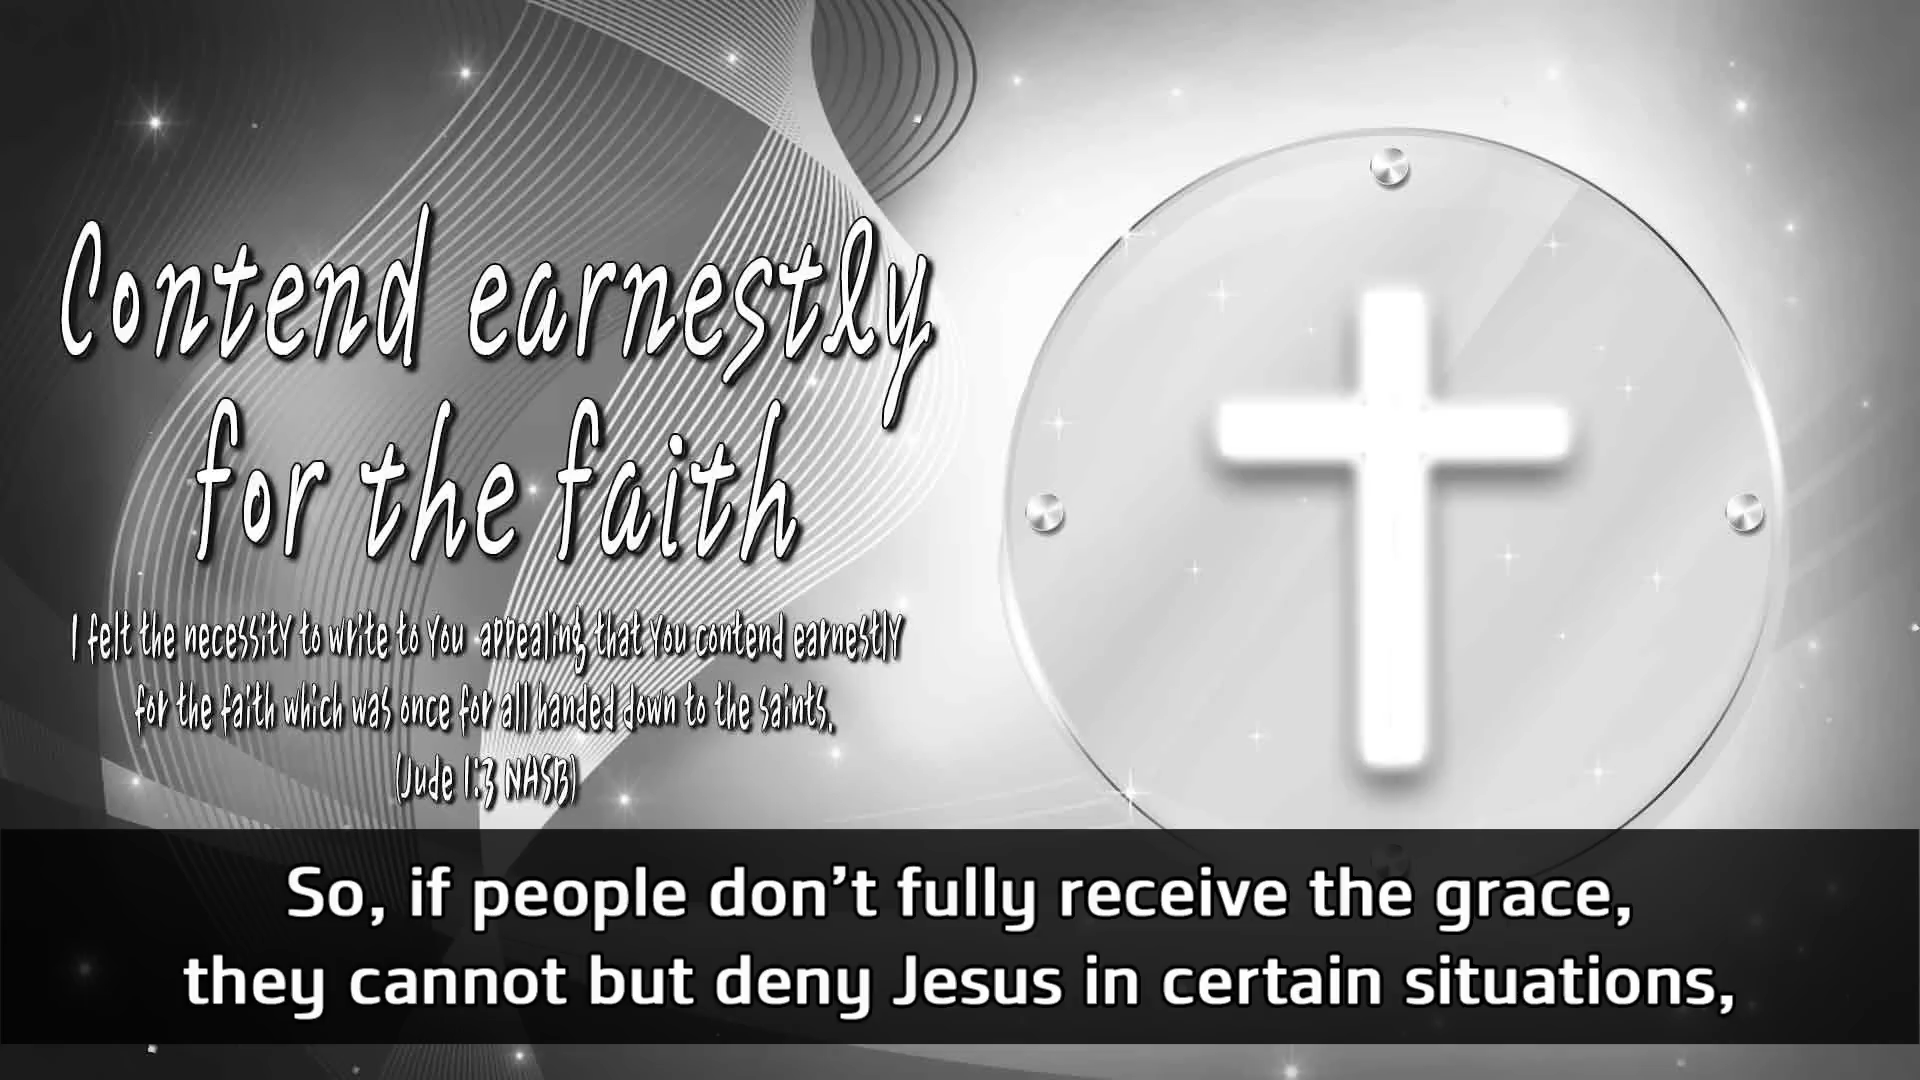 Contend earnestly
for the faith
I felt the necessity to write to you appealing that you contend earnestly
for the faith which was once for all handed down to the saints.
(Jude 1:3 NASB)
So, if people don’t fully receive the grace,
they cannot but deny Jesus in certain situations,